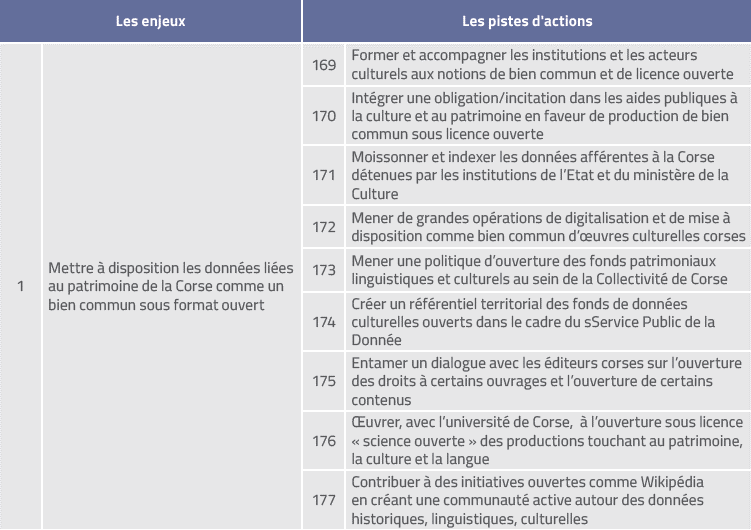 Les enjeux
Les pistes d'actions
1
Mettre à disposition les données liées
au patrimoine de la Corse comme un
bien commun sous format ouvert
169
Former et accompagner les institutions et les acteurs
culturels aux notions de bien commun et de licence ouverte
170
Intégrer une obligation/incitation dans les aides publiques à
la culture et au patrimoine en faveur de production de bien
commun sous licence ouverte
171
Moissonner et indexer les données afférentes à la Corse
détenues par les institutions de l’Etat et du ministère de la
Culture
172
Mener de grandes opérations de digitalisation et de mise à
disposition comme bien commun d’œuvres culturelles corses
173
Mener une politique d’ouverture des fonds patrimoniaux
linguistiques et culturels au sein de la Collectivité de Corse
174
Créer un référentiel territorial des fonds de données
culturelles ouverts dans le cadre du sService Public de la
Donnée
175
Entamer un dialogue avec les éditeurs corses sur l’ouverture
des droits à certains ouvrages et l’ouverture de certains
contenus
176
Œuvrer, avec l’université de Corse, à l’ouverture sous licence
« science ouverte » des productions touchant au patrimoine,
la culture et la langue
177
Contribuer à des initiatives ouvertes comme Wikipédia
en créant une communauté active autour des données
historiques, linguistiques, culturelles